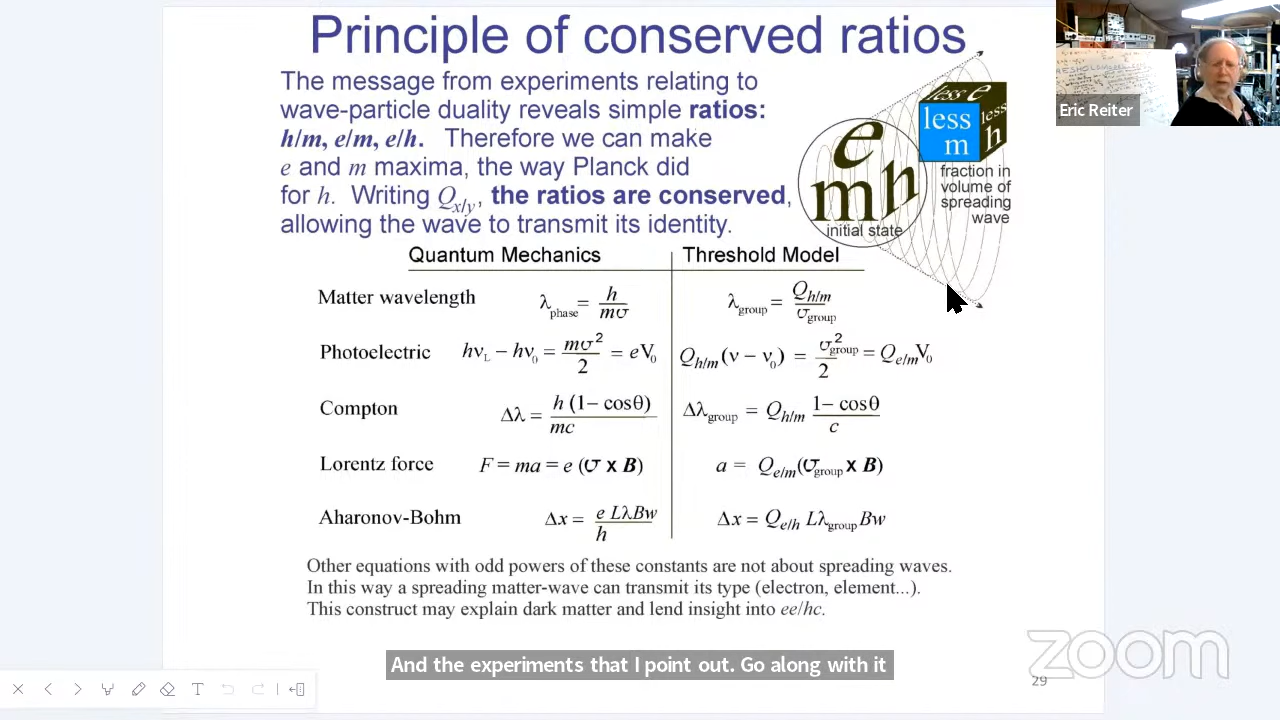 Principle of conserved ratios
The message from experiments relating to
wave-particle duality reveals simple ratios:
h/m, e/m, e/h. Therefore we can make
e and m maxima, the way Planck did
for h. Writing Qₓ/ᵧ, the ratios are conserved,
allowing the wave to transmit its identity.
e
m h
initial state
less e
less m
less h
fraction in
volume of
spreading
wave
Eric Reiter
Quantum Mechanics Threshold Model
Matter wavelength λ_phase = h/mʊ λ_group = Q_h/m/ʊ_group
Photoelectric hν_L − hν_0 = mʊ²/2 = eV_0 Q_h/m(ν − ν_0) = ʊ²_group/2 = Q_e/mV_0
Compton Δλ = h (1−cosθ)/mc Δλ_group = Q_h/m 1−cosθ/c
Lorentz force F = ma = e (ʊ x B) a = Q_e/m(ʊ_group x B)
Aharonov-Bohm Δx = e LλBw/h Δx = Q_e/h Lλ_group Bw
Other equations with odd powers of these constants are not about spreading waves.
In this way a spreading matter-wave can transmit its type (electron, element...).
This construct may explain dark matter and lend insight into ee/hc.
And the experiments that I point out. Go along with it
zoom
29
T